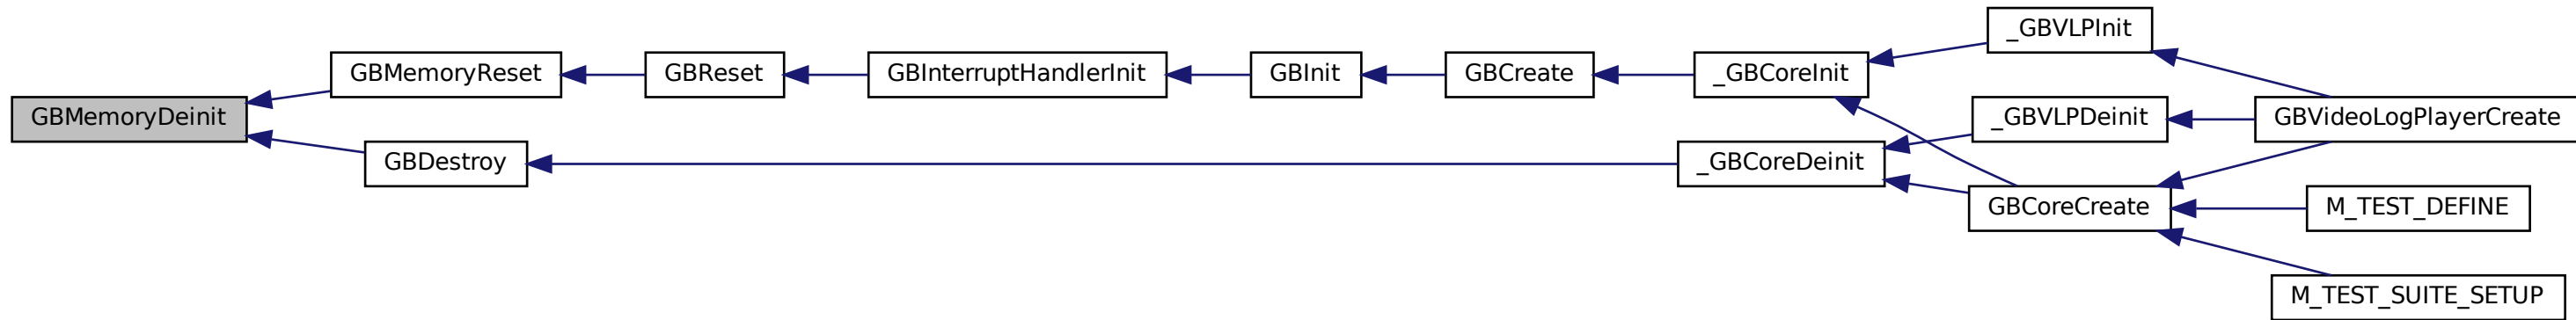 GBMemoryDeinit
GBMemoryReset
GBReset
GBInterruptHandlerInit
GBInit
GBCreate
_GBCoreInit
_GBVLPInit
GBDestroy
_GBCoreDeinit
_GBVLPDeinit
GBVideoLogPlayerCreate
GBCoreCreate
M_TEST_DEFINE
M_TEST_SUITE_SETUP